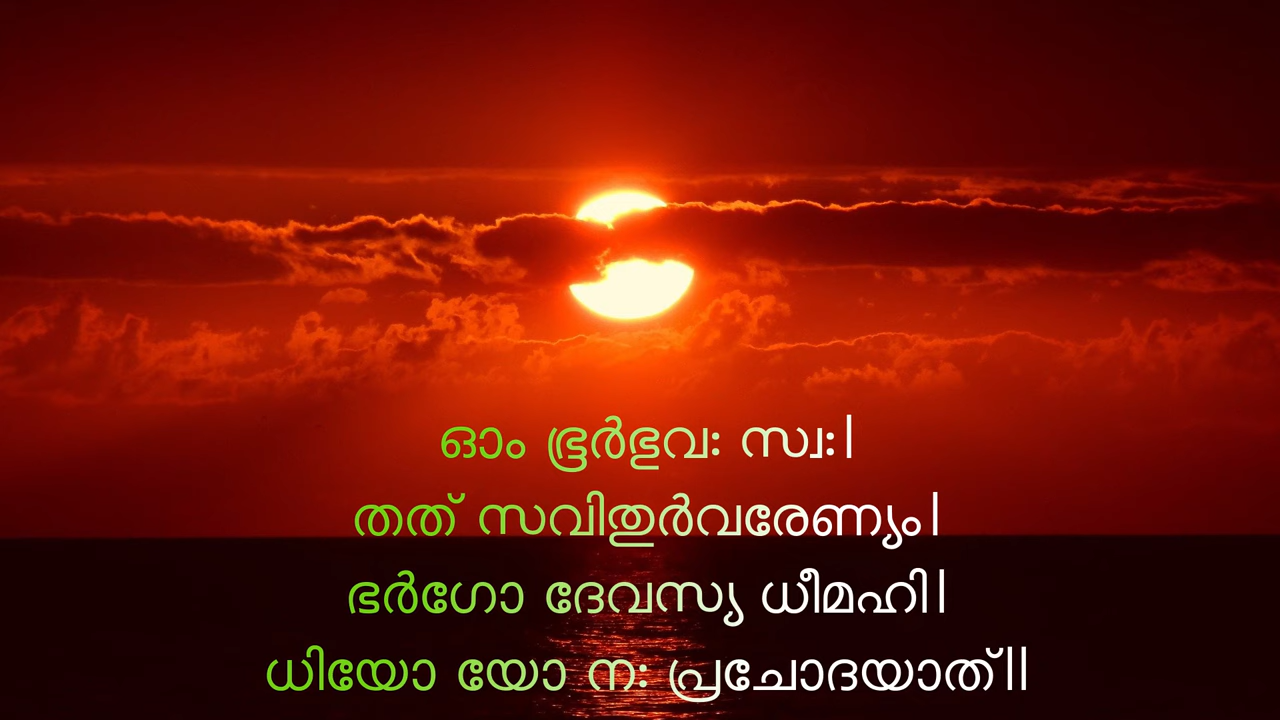 ഓം ഭൂർഭുവഃ സ്വഃ|
തത് സവിതുർവരേണ്യം|
ഭർഗോ ദേവസ്യ ധീമഹി|
ധിയോ യോ നഃ പ്രചോദയാത്||